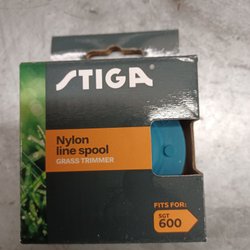 STIGA
Nylon
line spool
GRASS TRIMMER
FITS FOR:
SGT
600